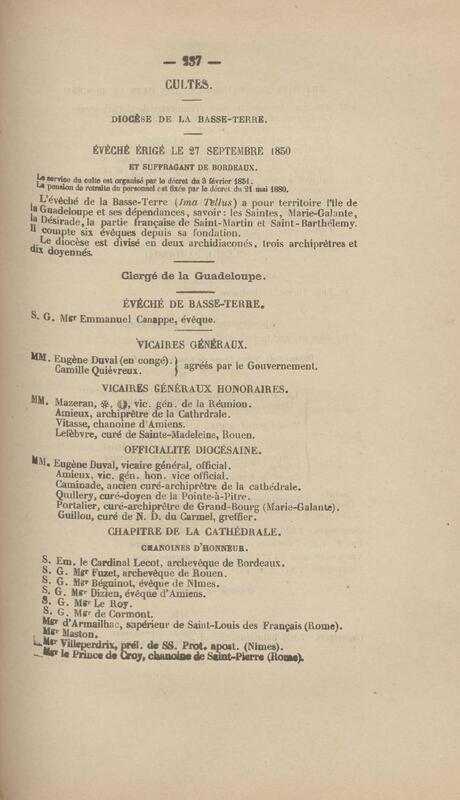 — 237 —
CULTES.
DIOCÈSE DE LA BASSE-TERRE.
ÉVÊCHÉ ÉRIGÉ LE 27 SEPTEMBRE 1850
ET SUFFRAGANT DE BORDEAUX.
Le service du culte est organisé par le décret du 3 février 1851.
La pension de retraite du personnel est fixée par le décret du 21 mai 1880.
L'évêché de la Basse-Terre (Ima Tellus) a pour territoire l'île de
la Guadeloupe et ses dépendances, savoir: les Saintes, Marie-Galante,
la Désirade, la partie française de Saint-Martin et Saint-Barthélemy.
Il compte six évêques depuis sa fondation.
Le diocèse est divisé en deux archidiaconés, trois archiprêtres et
dix doyennés.
Clergé de la Guadeloupe.
ÉVÊCHÉ DE BASSE-TERRE.
S. G. Mgr Emmanuel Canappe, évêque.
VICAIRES GÉNÉRAUX.
MM. Eugène Duval (en congé). } agréés par le Gouvernement.
Camille Quiévreux.
VICAIRES GÉNÉRAUX HONORAIRES.
MM. Mazeran, ✻, vic. gén. de la Réunion.
Amieux, archiprêtre de la Cathrdrale.
Vitasse, chanoine d'Amiens.
Lefèbvre, curé de Sainte-Madeleine, Rouen.
OFFICIALITÉ DIOCÉSAINE.
MM. Eugène Duval, vicaire général, official.
Amieux, vic. gén. hon. vice official.
Caminade, ancien curé-archiprêtre de la cathédrale.
Quillery, curé-doyen de la Pointe-à-Pitre.
Portalier, curé-archiprêtre de Grand-Bourg (Marie-Galante).
Guillou, curé de N. D. du Carmel, greffier.
CHAPITRE DE LA CATHÉDRALE.
CHANOINES D'HONNEUR.
S. Em. le Cardinal Lecot, archevêque de Bordeaux.
S. G. Mgr Fuzet, archevêque de Rouen.
S. G. Mgr Béguinot, évêque de Nîmes.
S. G. Mgr Dizien, évêque d'Amiens.
S. G. Mgr Le Roy.
S. G. Mgr de Cormont.
Mgr d'Armailhac, supérieur de Saint-Louis des Français (Rome).
Mgr Maston.
Mgr Villeperdrix, prél. de SS. Prot. apost. (Nîmes).
Mgr le Prince de Croy, chanoine de Saint-Pierre (Rome).